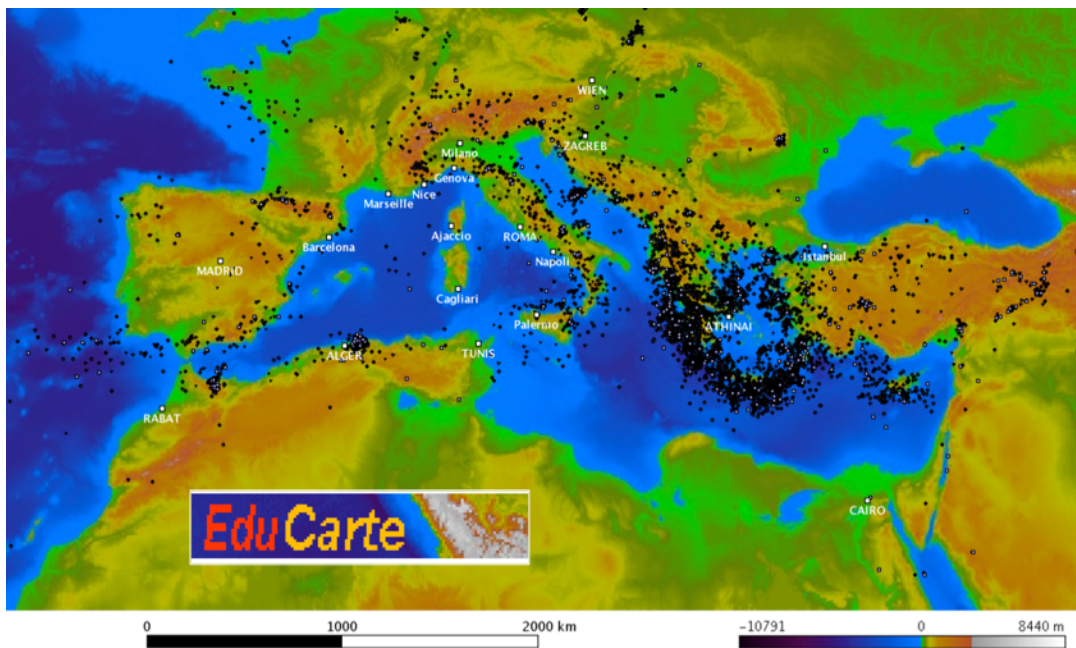 WIEN
ZAGREB
Milano
Genova
Nice
Marseille
Ajaccio
ROMA
Barcelona
Napoli
Istanbul
MADRID
Cagliari
Palermo
ATHINAI
ALGER
TUNIS
RABAT
CAIRO
EduCarte
0 1000 2000 km
−10791 0 8440 m